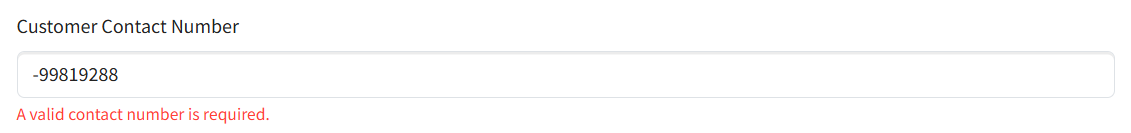 Customer Contact Number
-99819288
A valid contact number is required.